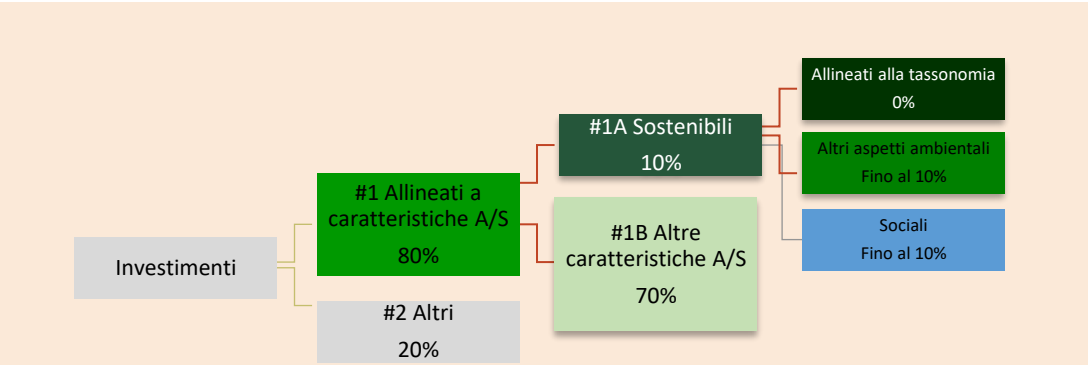 Investimenti
#1 Allineati a
caratteristiche A/S
80%
#2 Altri
20%
#1A Sostenibili
10%
#1B Altre
caratteristiche A/S
70%
Allineati alla tassonomia
0%
Altri aspetti ambientali
Fino al 10%
Sociali
Fino al 10%